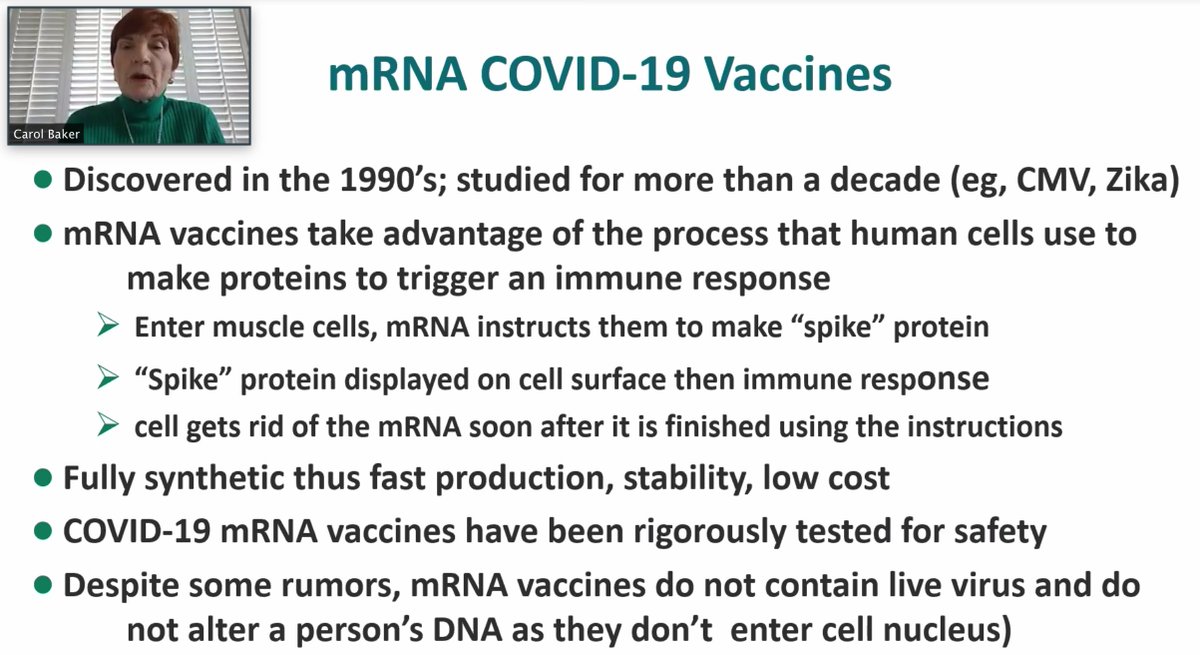 Carol Baker
mRNA COVID-19 Vaccines
● Discovered in the 1990's; studied for more than a decade (eg, CMV, Zika)
● mRNA vaccines take advantage of the process that human cells use to
make proteins to trigger an immune response
➢ Enter muscle cells, mRNA instructs them to make “spike” protein
➢ “Spike” protein displayed on cell surface then immune response
➢ cell gets rid of the mRNA soon after it is finished using the instructions
● Fully synthetic thus fast production, stability, low cost
● COVID-19 mRNA vaccines have been rigorously tested for safety
● Despite some rumors, mRNA vaccines do not contain live virus and do
not alter a person's DNA as they don't enter cell nucleus)